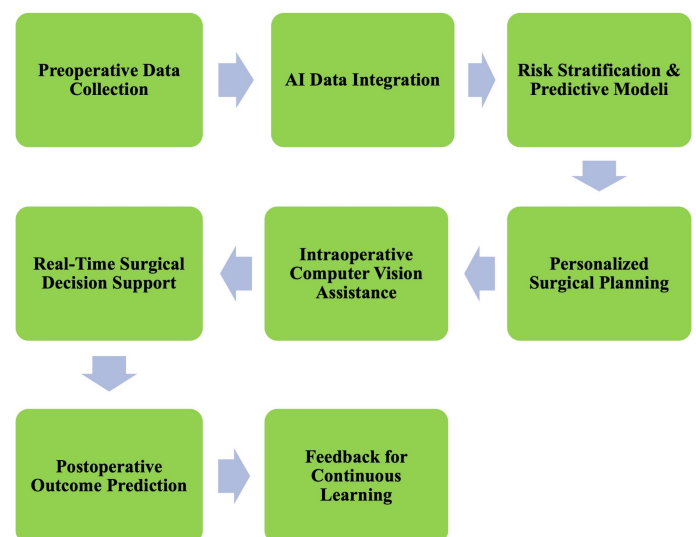 Preoperative Data
Collection
AI Data Integration
Risk Stratification &
Predictive Modeli
Personalized
Surgical Planning
Intraoperative
Computer Vision
Assistance
Real-Time Surgical
Decision Support
Postoperative
Outcome Prediction
Feedback for
Continuous
Learning